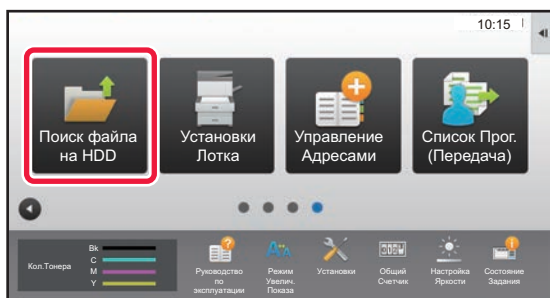 10:15
Поиск файла
на HDD
Установки
Лотка
Управление
Адресами
Список Прог.
(Передача)
Кол.Тонера
Bk
C
M
Y
Руководство
по
эксплуатации
Режим
Увелич.
Показа
Установки
Общий
Счетчик
Настройка
Яркости
Состояние
Задания